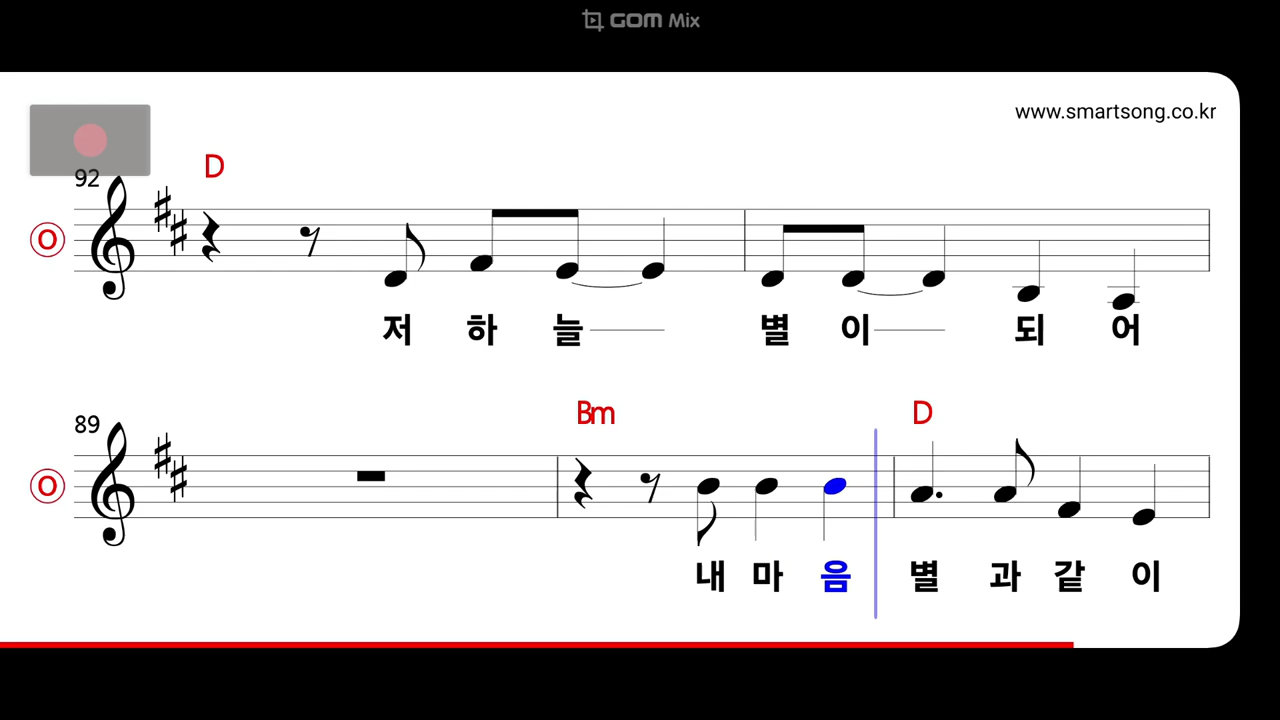 GOM Mix
www.smartsong.co.kr
D
92
O
저 하 늘 별 이 되 어
Bm D
89
O
내 마 음 별 과 같 이